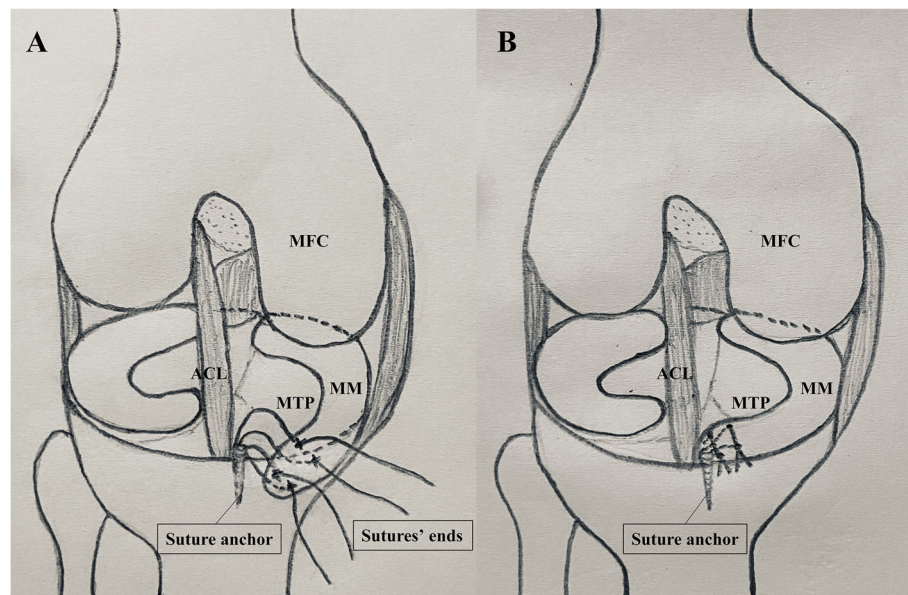 A
MFC
ACL
MTP
MM
Suture anchor
Sutures’ ends
B
MFC
ACL
MTP
MM
Suture anchor